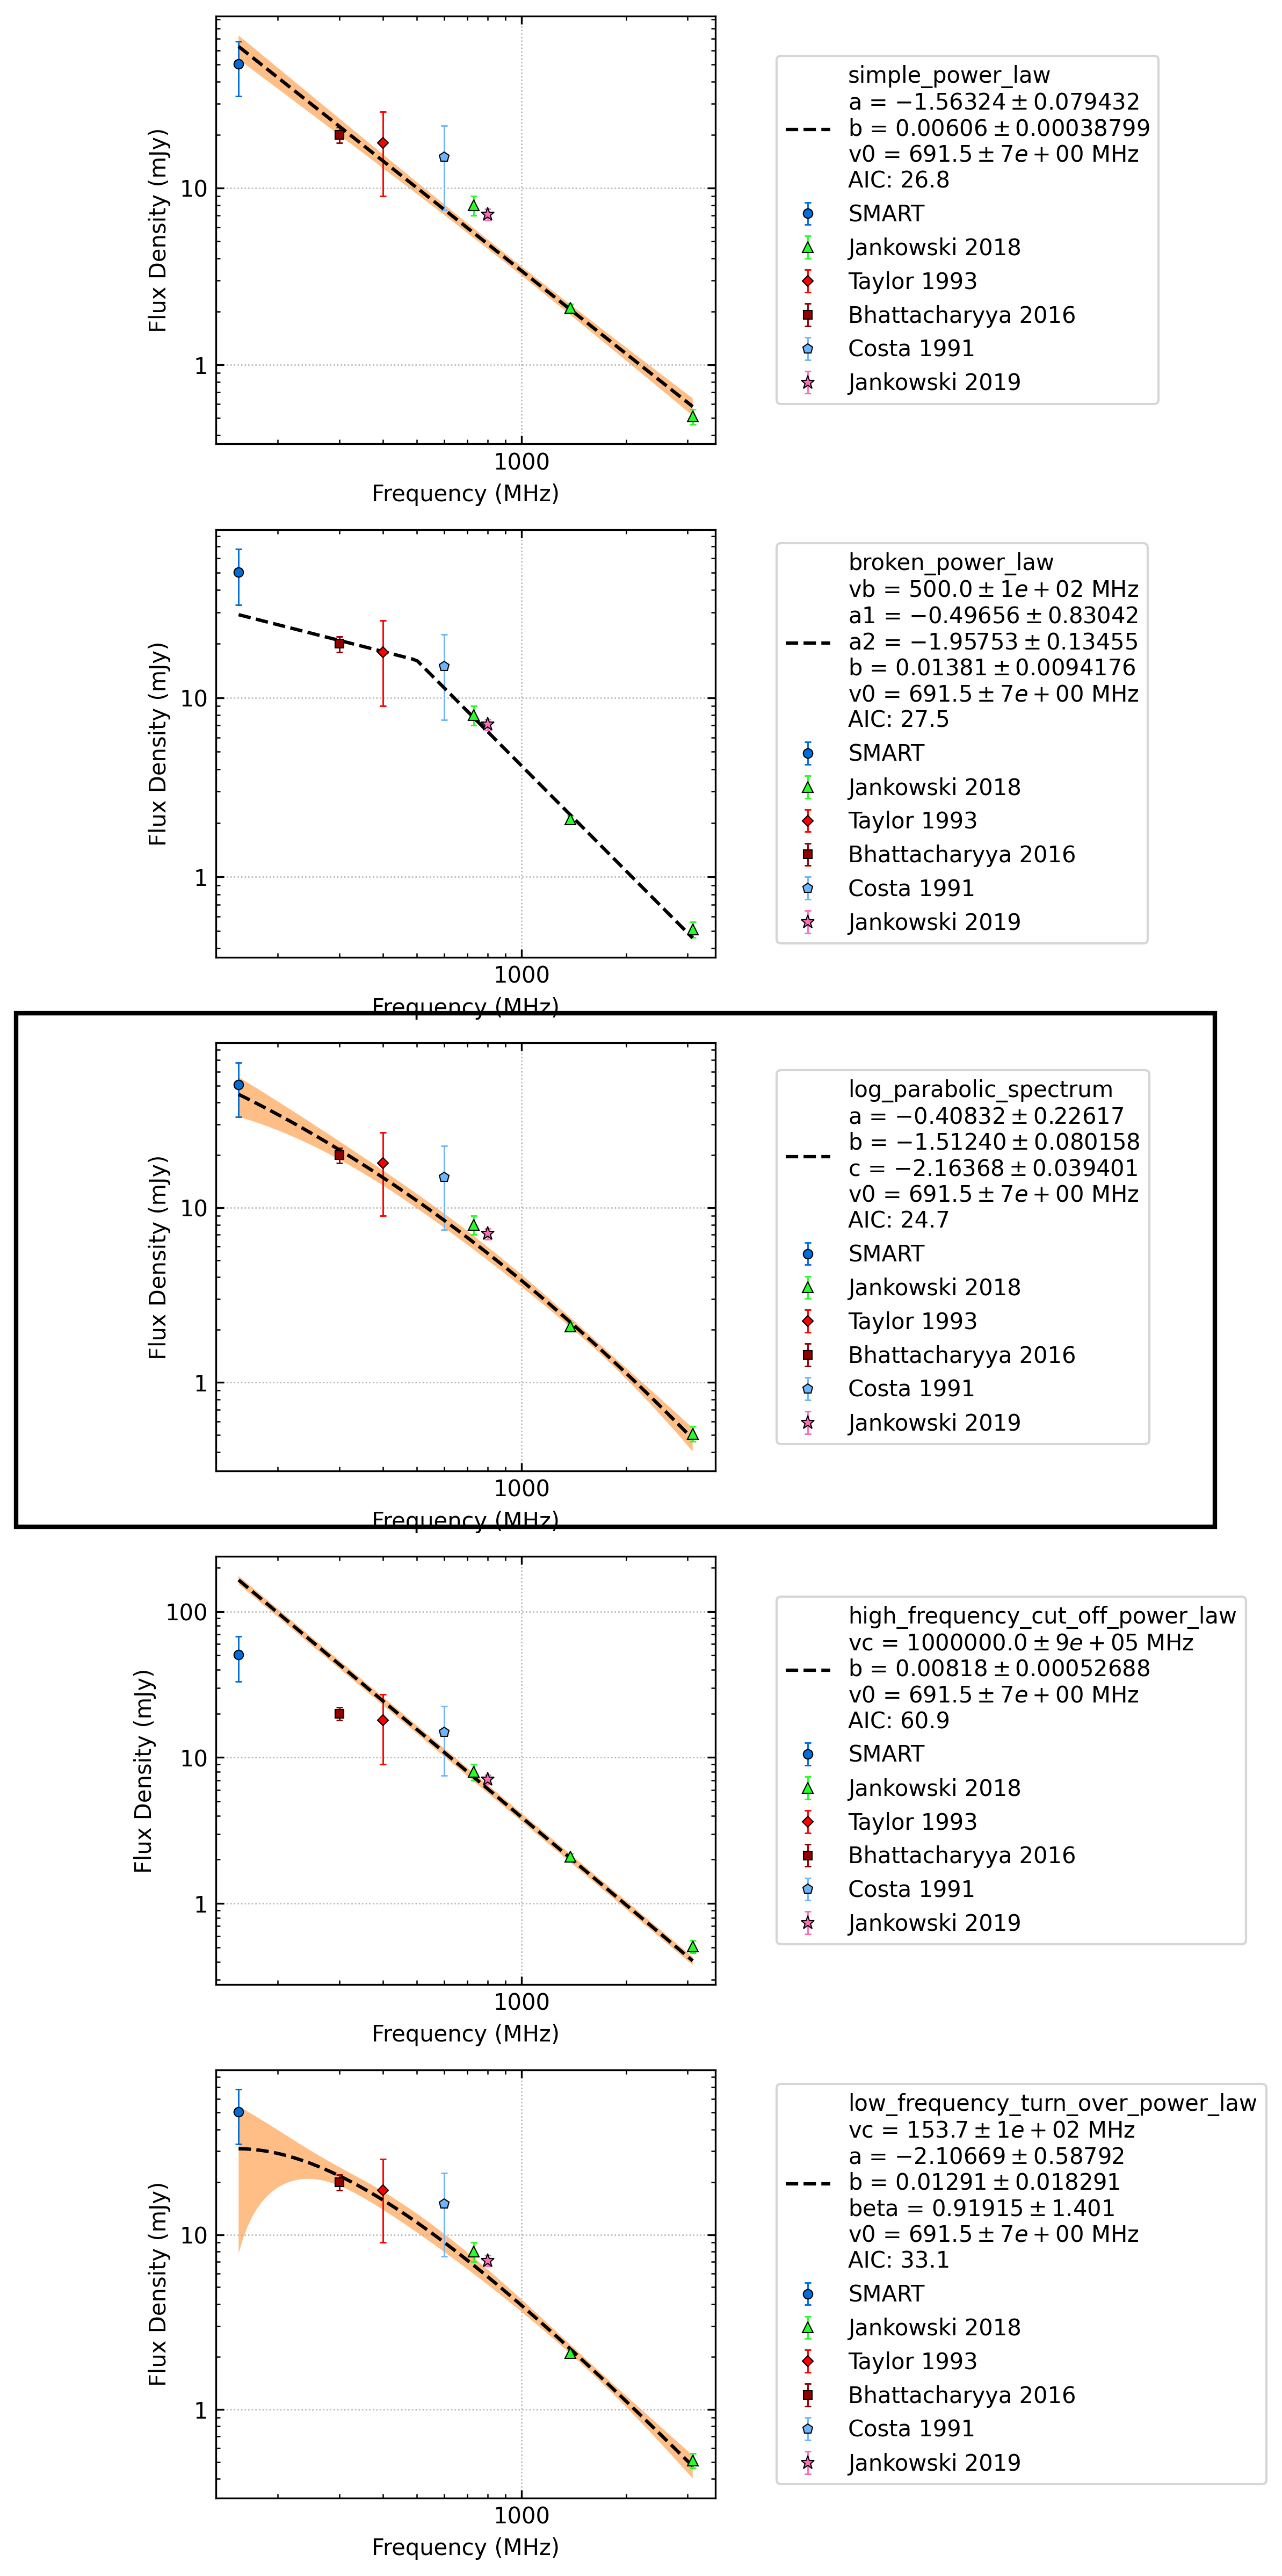 10
1
Flux Density (mJy)
1000
Frequency (MHz)
simple_power_law
a = −1.56324 ± 0.079432
b = 0.00606 ± 0.00038799
v0 = 691.5 ± 7e + 00 MHz
AIC: 26.8
SMART
Jankowski 2018
Taylor 1993
Bhattacharyya 2016
Costa 1991
Jankowski 2019
10
1
Flux Density (mJy)
1000
Frequency (MHz)
broken_power_law
vb = 500.0 ± 1e + 02 MHz
a1 = −0.49656 ± 0.83042
a2 = −1.95753 ± 0.13455
b = 0.01381 ± 0.0094176
v0 = 691.5 ± 7e + 00 MHz
AIC: 27.5
SMART
Jankowski 2018
Taylor 1993
Bhattacharyya 2016
Costa 1991
Jankowski 2019
10
1
Flux Density (mJy)
1000
Frequency (MHz)
log_parabolic_spectrum
a = −0.40832 ± 0.22617
b = −1.51240 ± 0.080158
c = −2.16368 ± 0.039401
v0 = 691.5 ± 7e + 00 MHz
AIC: 24.7
SMART
Jankowski 2018
Taylor 1993
Bhattacharyya 2016
Costa 1991
Jankowski 2019
100
10
1
Flux Density (mJy)
1000
Frequency (MHz)
high_frequency_cut_off_power_law
vc = 1000000.0 ± 9e + 05 MHz
b = 0.00818 ± 0.00052688
v0 = 691.5 ± 7e + 00 MHz
AIC: 60.9
SMART
Jankowski 2018
Taylor 1993
Bhattacharyya 2016
Costa 1991
Jankowski 2019
10
1
Flux Density (mJy)
1000
Frequency (MHz)
low_frequency_turn_over_power_law
vc = 153.7 ± 1e + 02 MHz
a = −2.10669 ± 0.58792
b = 0.01291 ± 0.018291
beta = 0.91915 ± 1.401
v0 = 691.5 ± 7e + 00 MHz
AIC: 33.1
SMART
Jankowski 2018
Taylor 1993
Bhattacharyya 2016
Costa 1991
Jankowski 2019